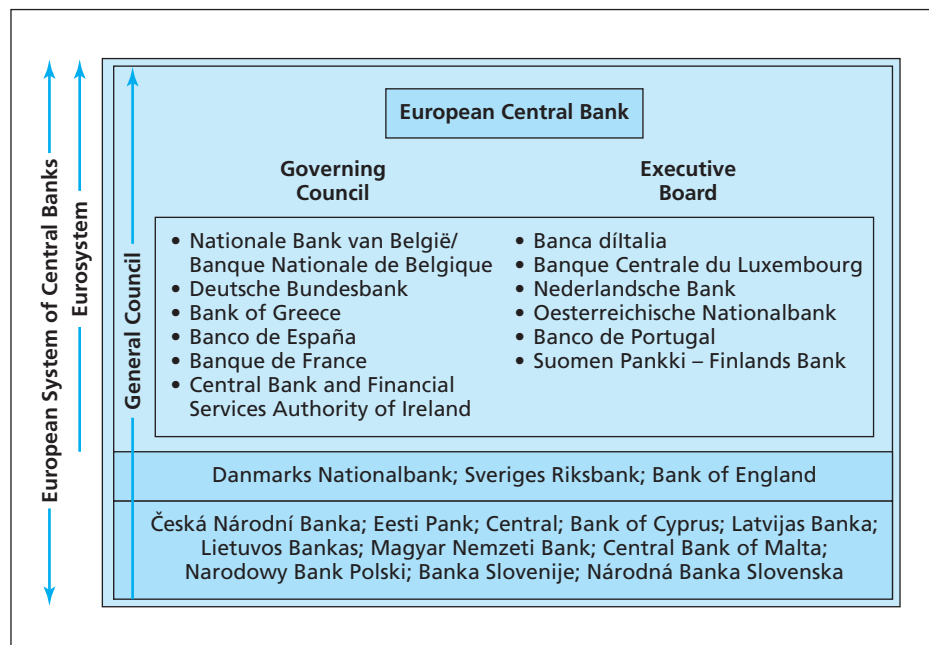 European System of Central Banks
Eurosystem
General Council
European Central Bank
Governing
Council
Executive
Board
• Nationale Bank van België/
Banque Nationale de Belgique
• Deutsche Bundesbank
• Bank of Greece
• Banco de España
• Banque de France
• Central Bank and Financial
Services Authority of Ireland
• Banca díltalia
• Banque Centrale du Luxembourg
• Nederlandsche Bank
• Oesterreichische Nationalbank
• Banco de Portugal
• Suomen Pankki – Finlands Bank
Danmarks Nationalbank; Sveriges Riksbank; Bank of England
Česká Národní Banka; Eesti Pank; Central; Bank of Cyprus; Latvijas Banka;
Lietuvos Bankas; Magyar Nemzeti Bank; Central Bank of Malta;
Narodowy Bank Polski; Banka Slovenije; Národná Banka Slovenska